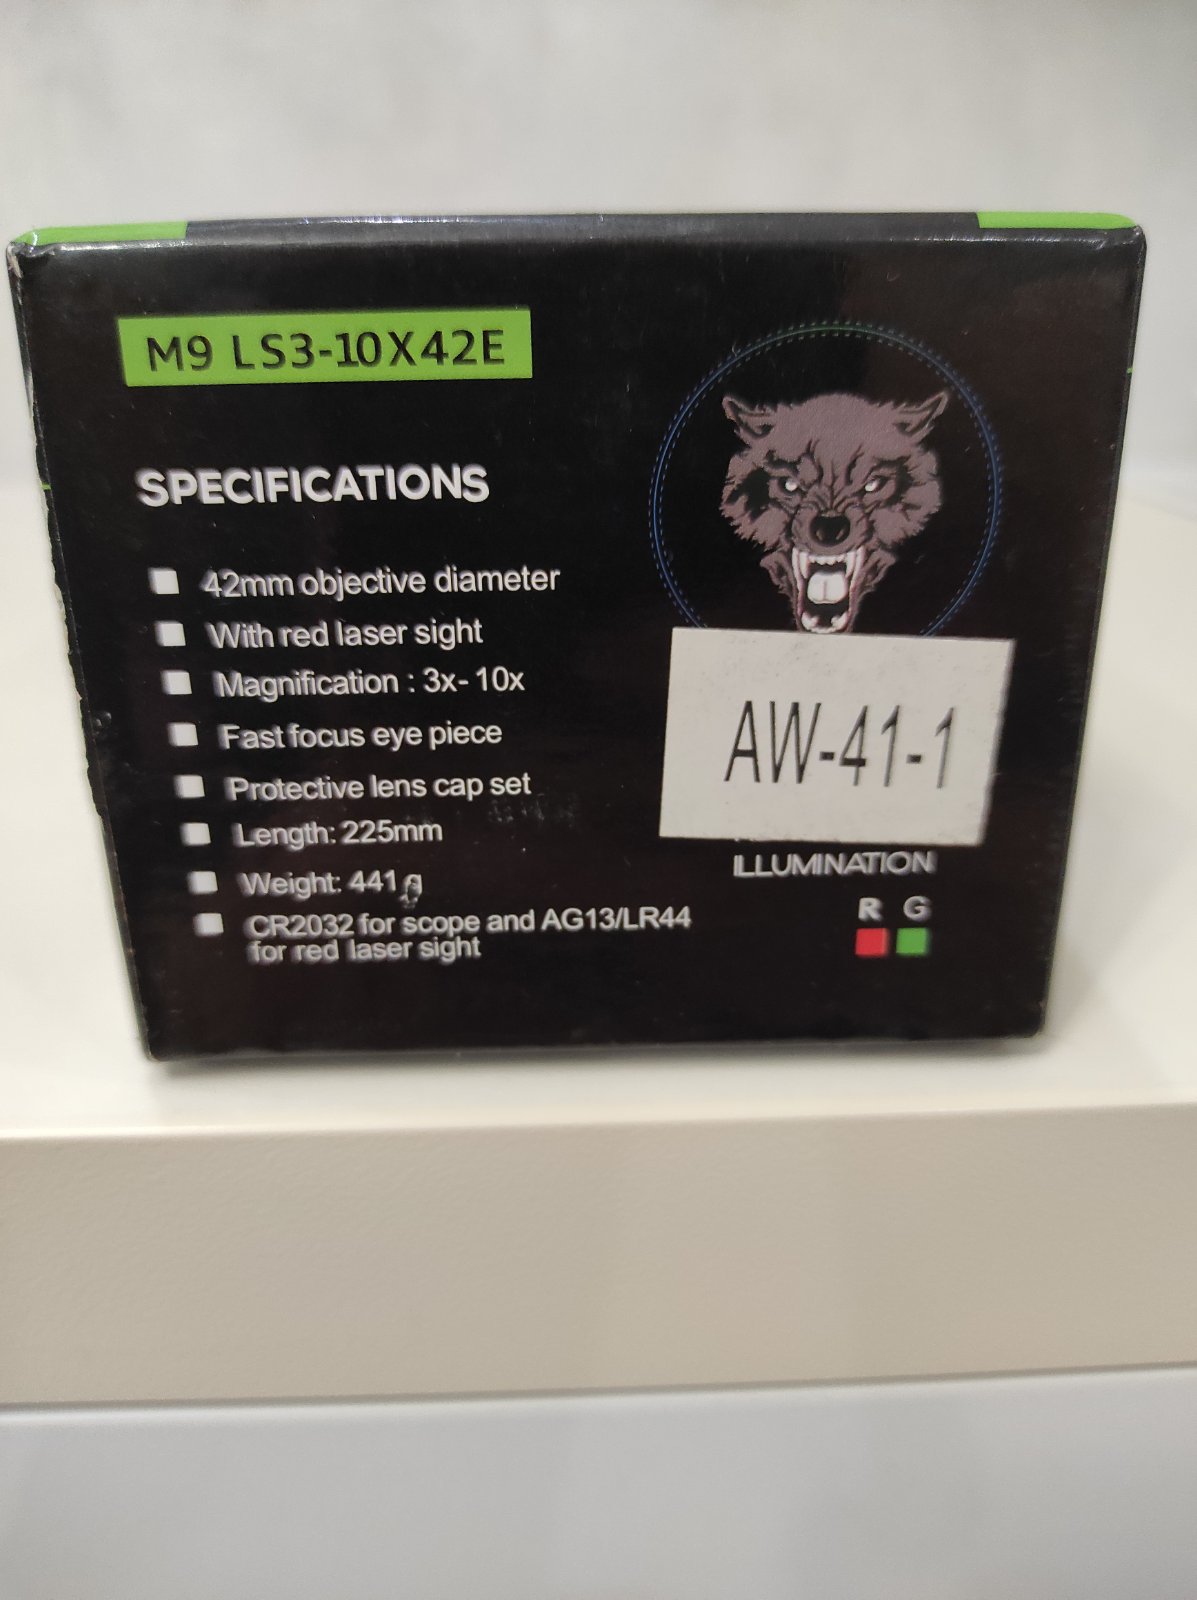 M9 LS3-10X42E
SPECIFICATIONS
42mm objective diameter
With red laser sight
Magnification : 3x- 10x
Fast focus eye piece
Protective lens cap set
Length: 225mm
Weight: 441 g
CR2032 for scope and AG13/LR44
for red laser sight
AW-41-1
ILLUMINATION
R G